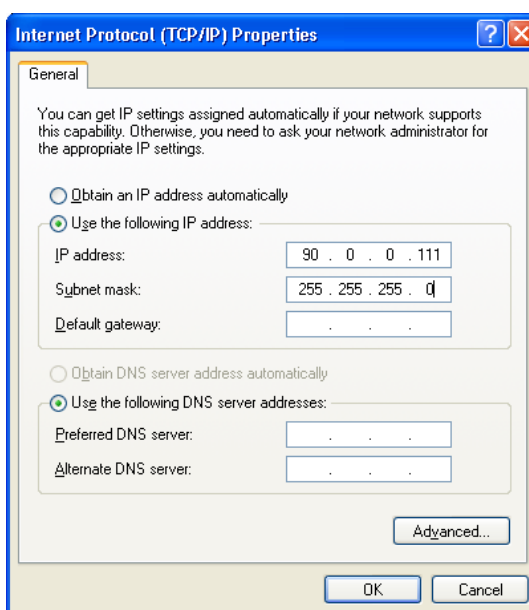 Internet Protocol (TCP/IP) Properties
General
You can get IP settings assigned automatically if your network supports
this capability. Otherwise, you need to ask your network administrator for
the appropriate IP settings.
Obtain an IP address automatically
Use the following IP address:
IP address: 90 . 0 . 0 . 111
Subnet mask: 255 . 255 . 255 . 0
Default gateway: . . .
Obtain DNS server address automatically
Use the following DNS server addresses:
Preferred DNS server: . . .
Alternate DNS server: . . .
Advanced...
OK Cancel